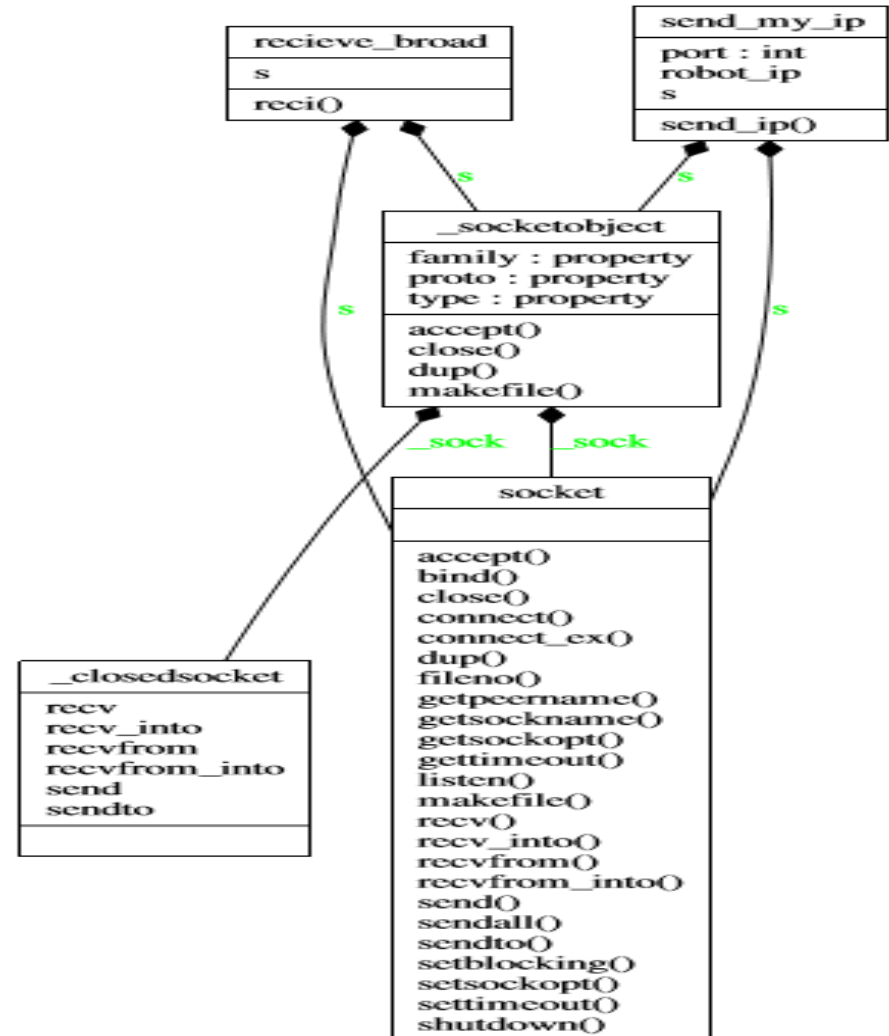 recieve_broad
s
reci()
send_my_ip
port : int
robot_ip
s
send_ip()
s
s
_socketobject
family : property
proto : property
type : property
accept()
close()
dup()
makefile()
s
s
_sock
_sock
socket
accept()
bind()
close()
connect()
connect_ex()
dup()
fileno()
getpeername()
getsockname()
getsockopt()
gettimeout()
listen()
makefile()
recv()
recv_into()
recvfrom()
recvfrom_into()
send()
sendall()
sendto()
setblocking()
setsockopt()
settimeout()
shutdown()
_closedsocket
recv
recv_into
recvfrom
recvfrom_into
send
sendto